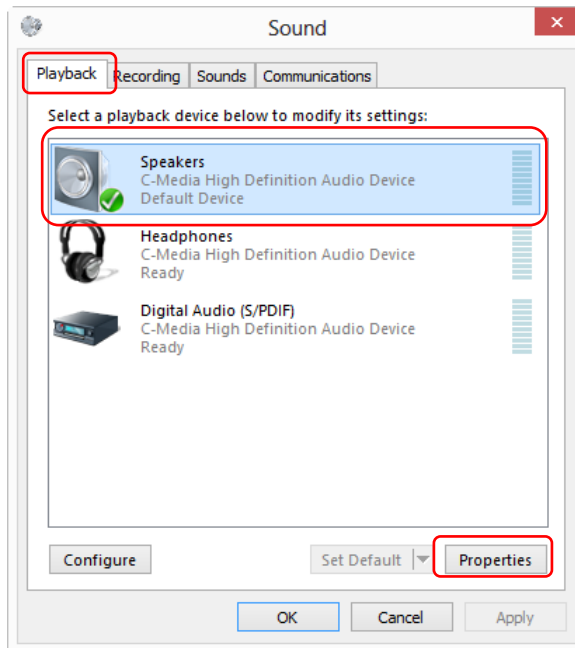 Sound
Playback Recording Sounds Communications
Select a playback device below to modify its settings:
Speakers
C-Media High Definition Audio Device
Default Device
Headphones
C-Media High Definition Audio Device
Ready
Digital Audio (S/PDIF)
C-Media High Definition Audio Device
Ready
Configure Set Default Properties
OK Cancel Apply